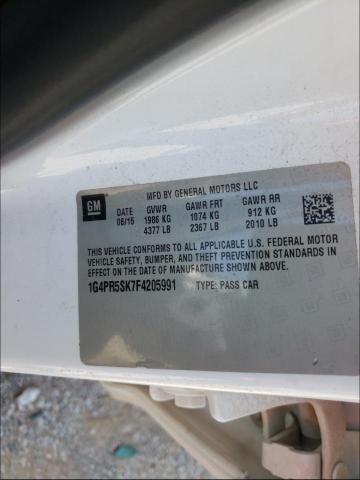 MFD BY GENERAL MOTORS LLC
GM
DATE GVWR GAWR FRT GAWR RR
06/15 1986 KG 1074 KG 912 KG
4377 LB 2367 LB 2010 LB
THIS VEHICLE CONFORMS TO ALL APPLICABLE U.S. FEDERAL MOTOR
VEHICLE SAFETY, BUMPER, AND THEFT PREVENTION STANDARDS IN
EFFECT ON THE DATE OF MANUFACTURE SHOWN ABOVE.
1G4PR5SK7F4205991 TYPE: PASS CAR